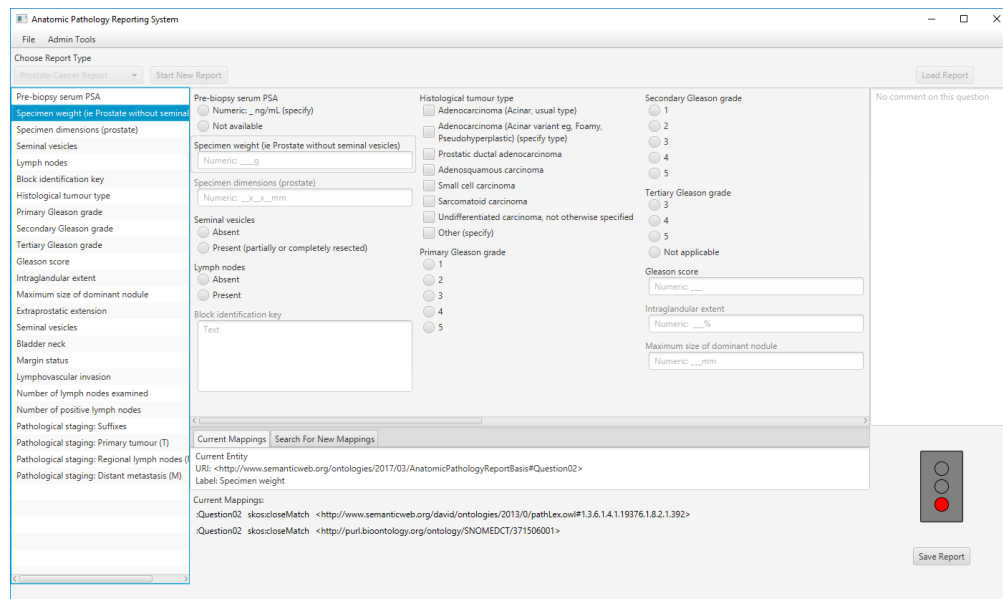 Anatomic Pathology Reporting System
File Admin Tools
Choose Report Type
Prostate Cancer Report Start New Report Load Report
Pre-biopsy serum PSA
Specimen weight (ie Prostate without seminal
Specimen dimensions (prostate)
Seminal vesicles
Lymph nodes
Block identification key
Histological tumour type
Primary Gleason grade
Secondary Gleason grade
Tertiary Gleason grade
Gleason score
Intraglandular extent
Maximum size of dominant nodule
Extraprostatic extension
Seminal vesicles
Bladder neck
Margin status
Lymphovascular invasion
Number of lymph nodes examined
Number of positive lymph nodes
Pathological staging: Suffixes
Pathological staging: Primary tumour (T)
Pathological staging: Regional lymph nodes (
Pathological staging: Distant metastasis (M)
Pre-biopsy serum PSA
Numeric: _ ng/mL (specify)
Not available
Specimen weight (ie Prostate without seminal vesicles)
Numeric: ___g
Specimen dimensions (prostate)
Numeric: __x__x__mm
Seminal vesicles
Absent
Present (partially or completely resected)
Lymph nodes
Absent
Present
Block identification key
Text
Histological tumour type
Adenocarcinoma (Acinar, usual type)
Adenocarcinoma (Acinar variant eg, Foamy,
Pseudohyperplastic) (specify type)
Prostatic ductal adenocarcinoma
Adenosquamous carcinoma
Small cell carcinoma
Sarcomatoid carcinoma
Undifferentiated carcinoma, not otherwise specified
Other (specify)
Primary Gleason grade
1
2
3
4
5
Secondary Gleason grade
1
2
3
4
5
Tertiary Gleason grade
3
4
5
Not applicable
Gleason score
Numeric: ___
Intraglandular extent
Numeric: ___%
Maximum size of dominant nodule
Numeric: ___mm
No comment on this question
Current Mappings Search For New Mappings
Current Entity
URI: <http://www.semanticweb.org/ontologies/2017/03/AnatomicPathologyReportBasis#Question02>
Label: Specimen weight
Current Mappings:
:Question02 skos:closeMatch <http://www.semanticweb.org/david/ontologies/2013/0/pathLex.owl#1.3.6.1.4.1.19376.1.8.2.1.392>
:Question02 skos:closeMatch <http://purl.bioontology.org/ontology/SNOMEDCT/371506001>
Save Report